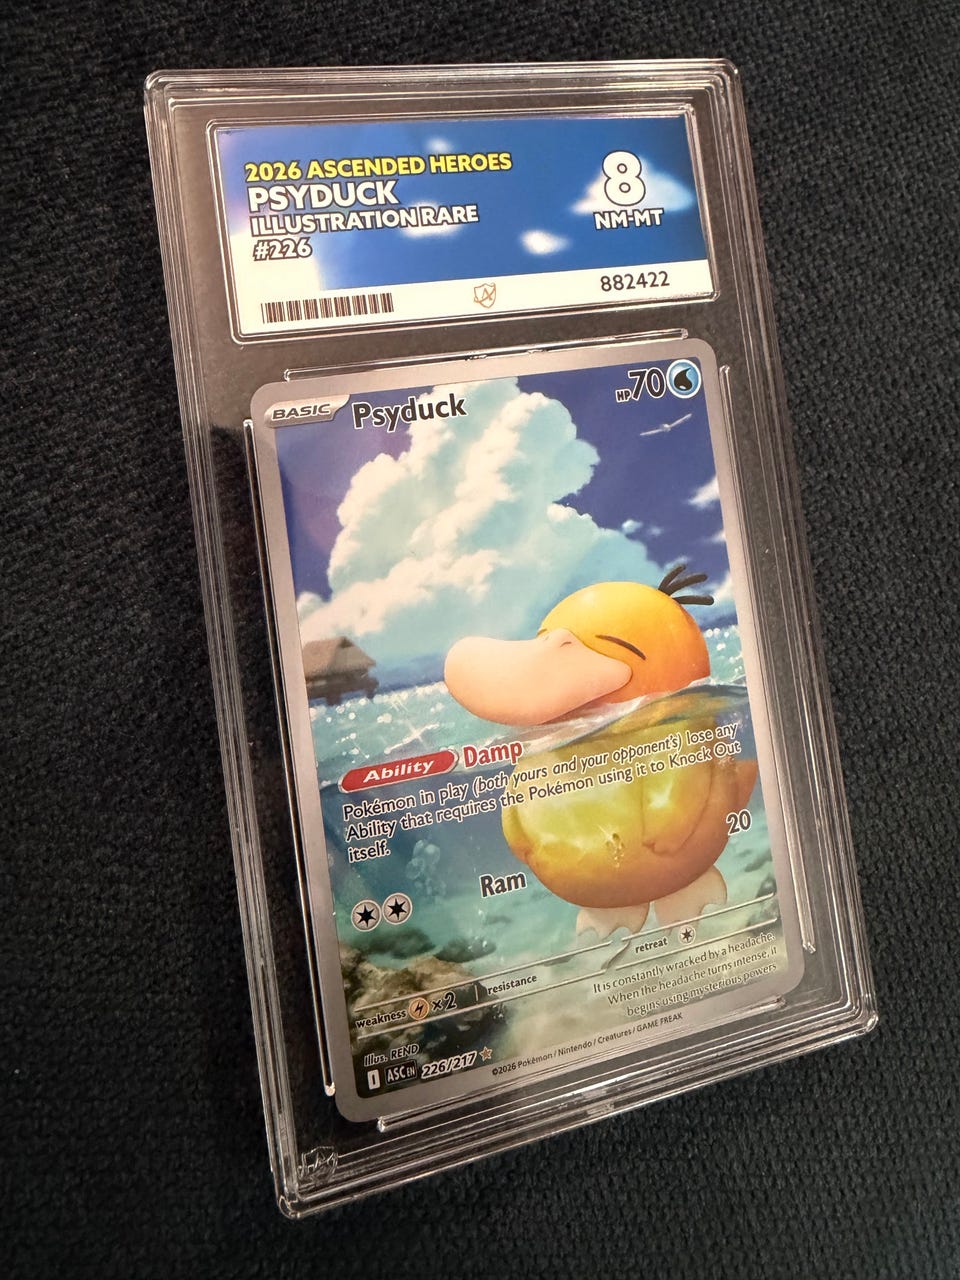 2026 ASCENDED HEROES
PSYDUCK
ILLUSTRATION RARE
#226
8
NM-MT
882422
BASIC
Psyduck
HP70
Ability Damp
Pokémon in play (both yours and your opponent's) lose any
Ability that requires the Pokémon using it to Knock Out
itself.
Ram
20
weakness ×2
resistance
retreat
It is constantly wracked by a headache.
When the headache turns intense, it
begins using mysterious powers.
Illus. REND
I ASC EN 226/217
©2026 Pokémon / Nintendo / Creatures / GAME FREAK